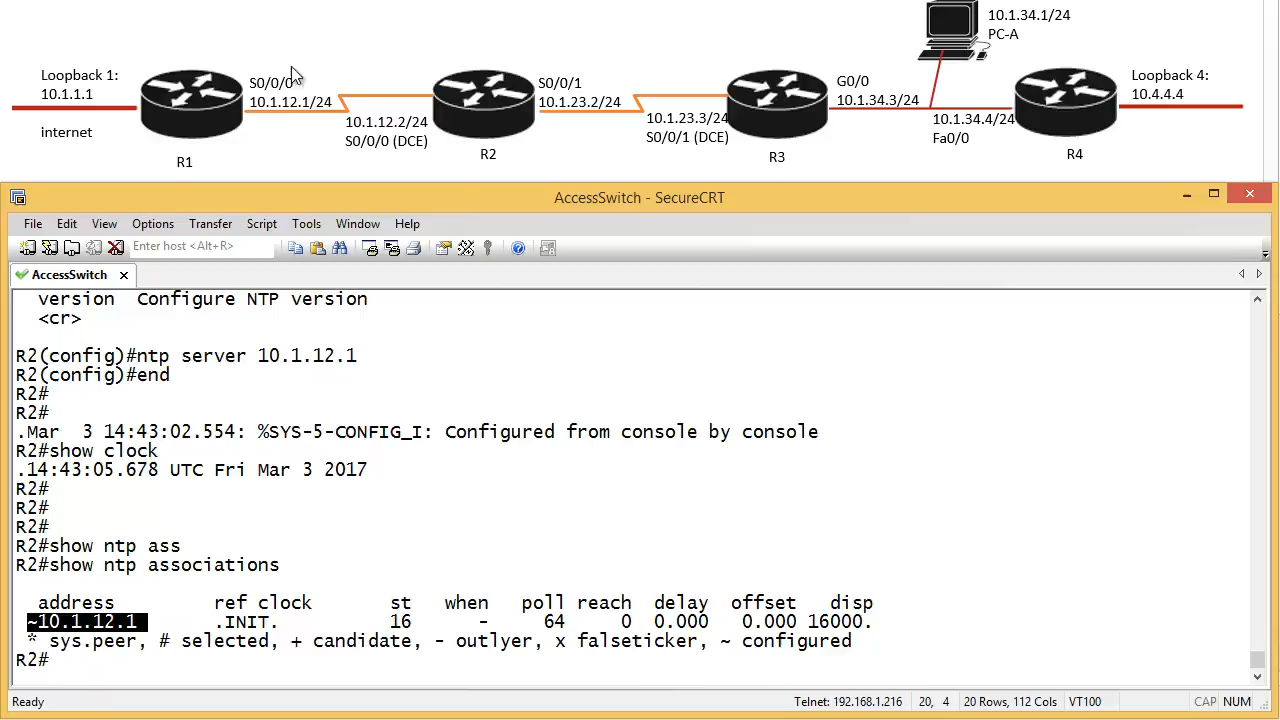 10.1.34.1/24
PC-A
Loopback 1:
10.1.1.1
internet
S0/0/0
10.1.12.1/24
10.1.12.2/24
S0/0/0 (DCE)
S0/0/1
10.1.23.2/24
10.1.23.3/24
S0/0/1 (DCE)
G0/0
10.1.34.3/24
10.1.34.4/24
Fa0/0
Loopback 4:
10.4.4.4
R1
R2
R3
R4
AccessSwitch - SecureCRT
File Edit View Options Transfer Script Tools Window Help
Enter host <Alt+R>
AccessSwitch
version Configure NTP version
<cr>
R2(config)#ntp server 10.1.12.1
R2(config)#end
R2#
R2#
.Mar  3 14:43:02.554: %SYS-5-CONFIG_I: Configured from console by console
R2#show clock
.14:43:05.678 UTC Fri Mar 3 2017
R2#
R2#
R2#
R2#show ntp ass
R2#show ntp associations
address ref clock st when poll reach delay offset disp
~10.1.12.1 .INIT. 16 - 64 0 0.000 0.000 16000.
* sys.peer, # selected, + candidate, - outlyer, x falseticker, ~ configured
R2#
Ready Telnet: 192.168.1.216 20, 4 20 Rows, 112 Cols VT100 CAP NUM